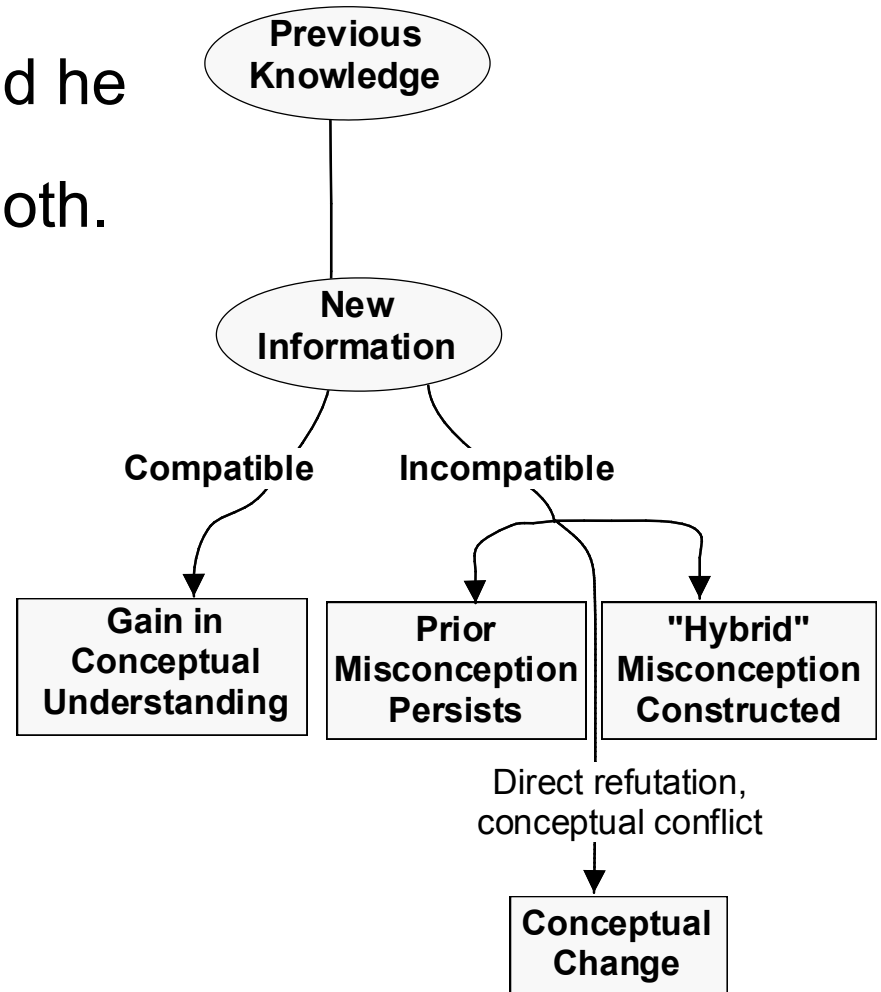 d he
oth.
Previous
Knowledge
New
Information
Compatible
Incompatible
Gain in
Conceptual
Understanding
Prior
Misconception
Persists
"Hybrid"
Misconception
Constructed
Direct refutation,
conceptual conflict
Conceptual
Change